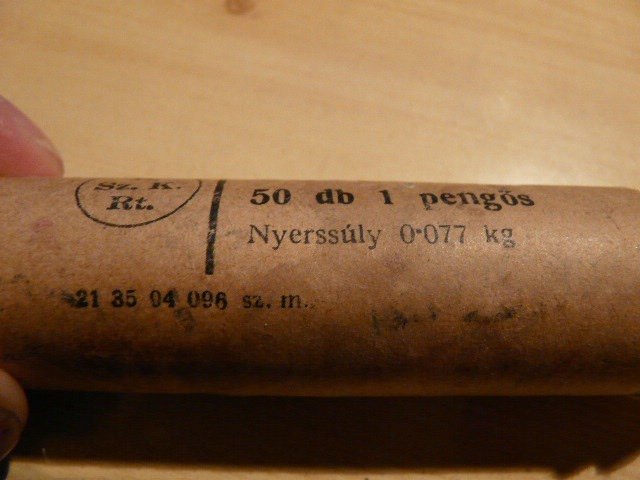 Sz. K.
Rt.
50 db 1 pengős
Nyerssúly 0·077 kg
21 35 04 096 sz. m.